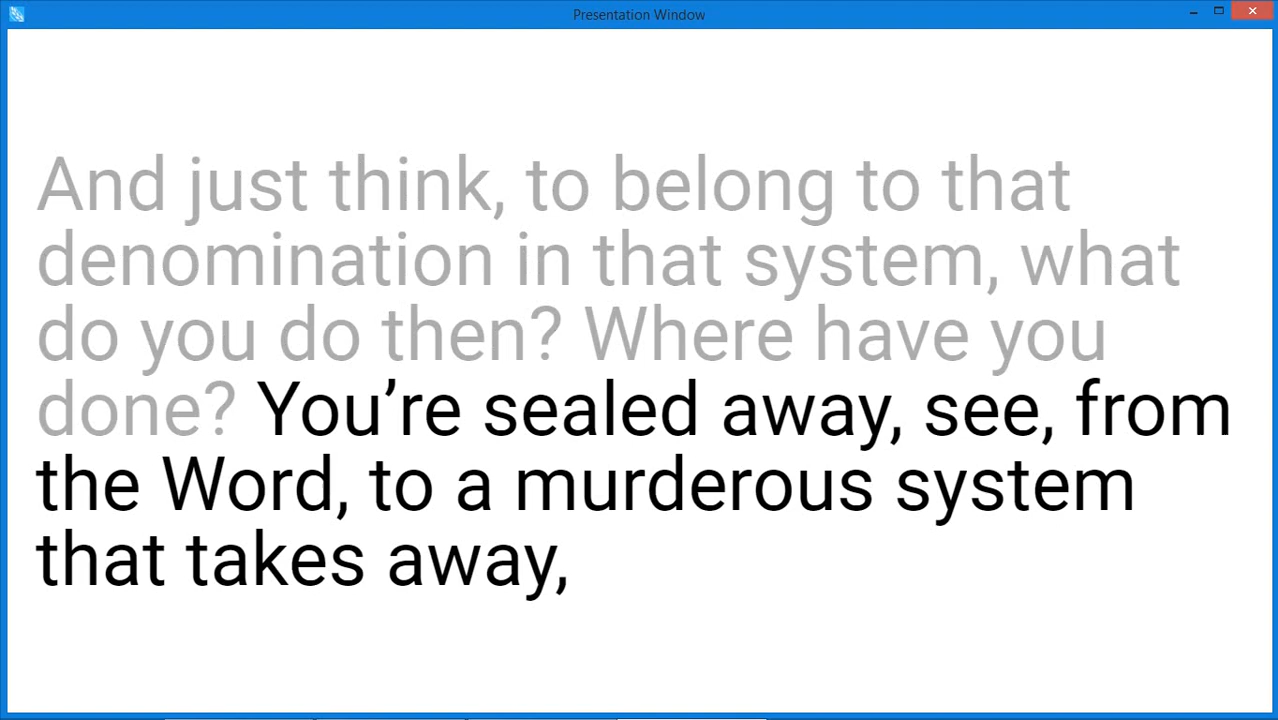 Presentation Window
And just think, to belong to that
denomination in that system, what
do you do then? Where have you
done? You’re sealed away, see, from
the Word, to a murderous system
that takes away,